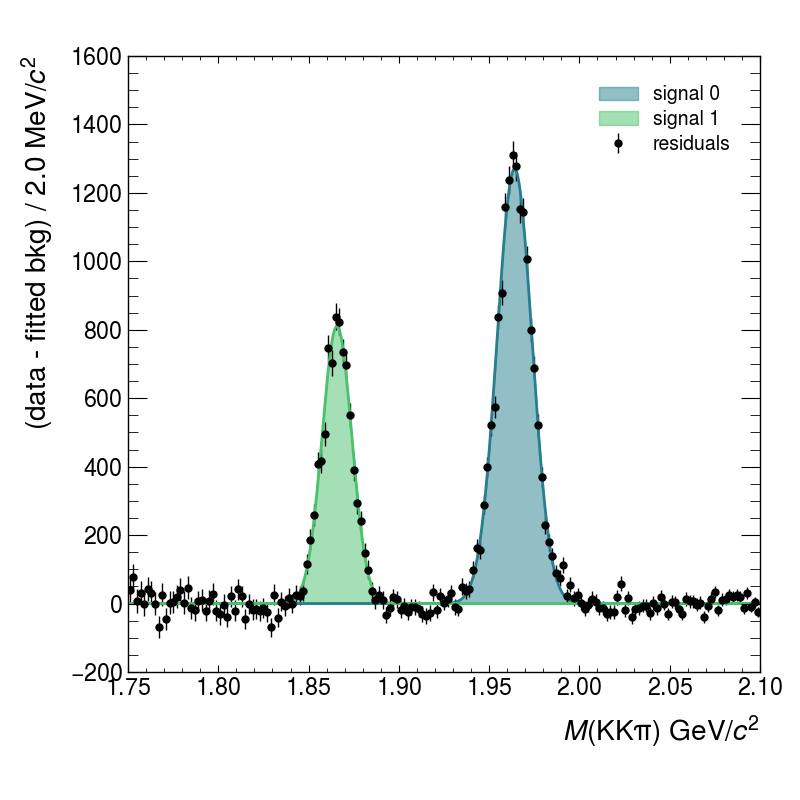 (data - fitted bkg) / 2.0 MeV/c²
1600
1400
1200
1000
800
600
400
200
0
−200
signal 0
signal 1
residuals
1.75 1.80 1.85 1.90 1.95 2.00 2.05 2.10
M(KKπ) GeV/c²